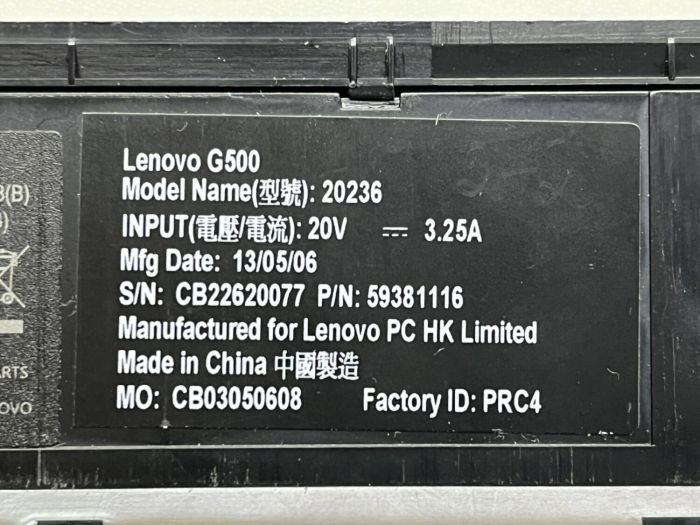 Lenovo G500
Model Name(型號): 20236
INPUT(電壓/電流): 20V ⎓ 3.25A
Mfg Date: 13/05/06
S/N: CB22620077 P/N: 59381116
Manufactured for Lenovo PC HK Limited
Made in China 中國製造
MO: CB03050608 Factory ID: PRC4
(B)
ARTS
OVO